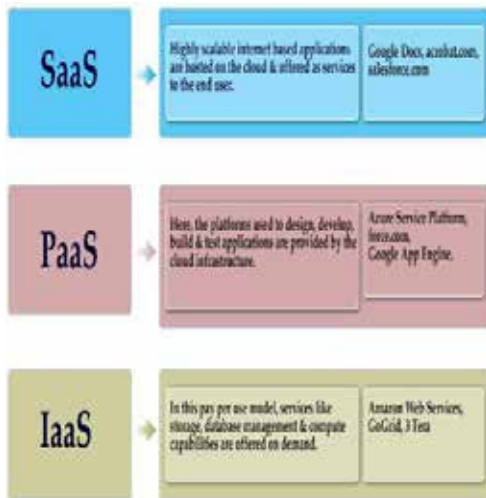 SaaS
Highly scalable internet based applications
are hosted on the cloud & offered as services
to the end user.
Google Docs, acrobat.com,
salesforce.com
PaaS
Here, the platforms used to design, develop,
build & test applications are provided by the
cloud infrastructure.
Azure Service Platform,
force.com,
Google App Engine,
IaaS
In this pay per use model, services like
storage, database management & compute
capabilities are offered on demand.
Amazon Web Services,
GoGrid, 3 Tera